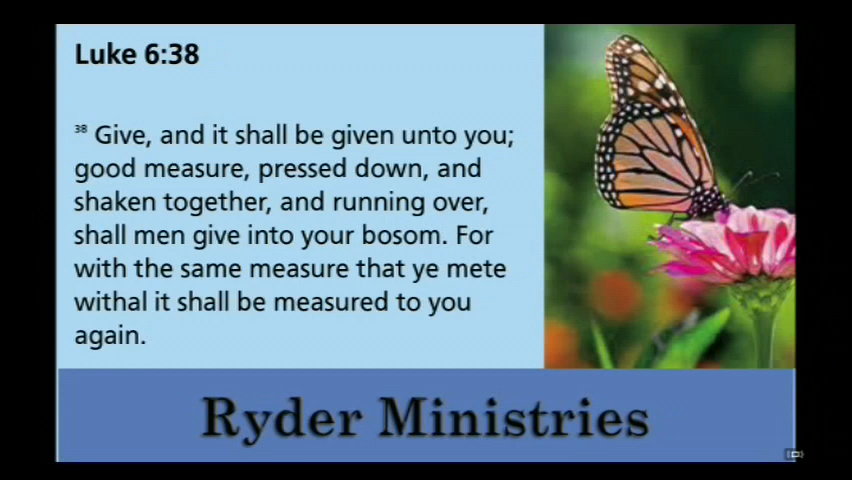 Luke 6:38
38 Give, and it shall be given unto you;
good measure, pressed down, and
shaken together, and running over,
shall men give into your bosom. For
with the same measure that ye mete
withal it shall be measured to you
again.
Ryder Ministries